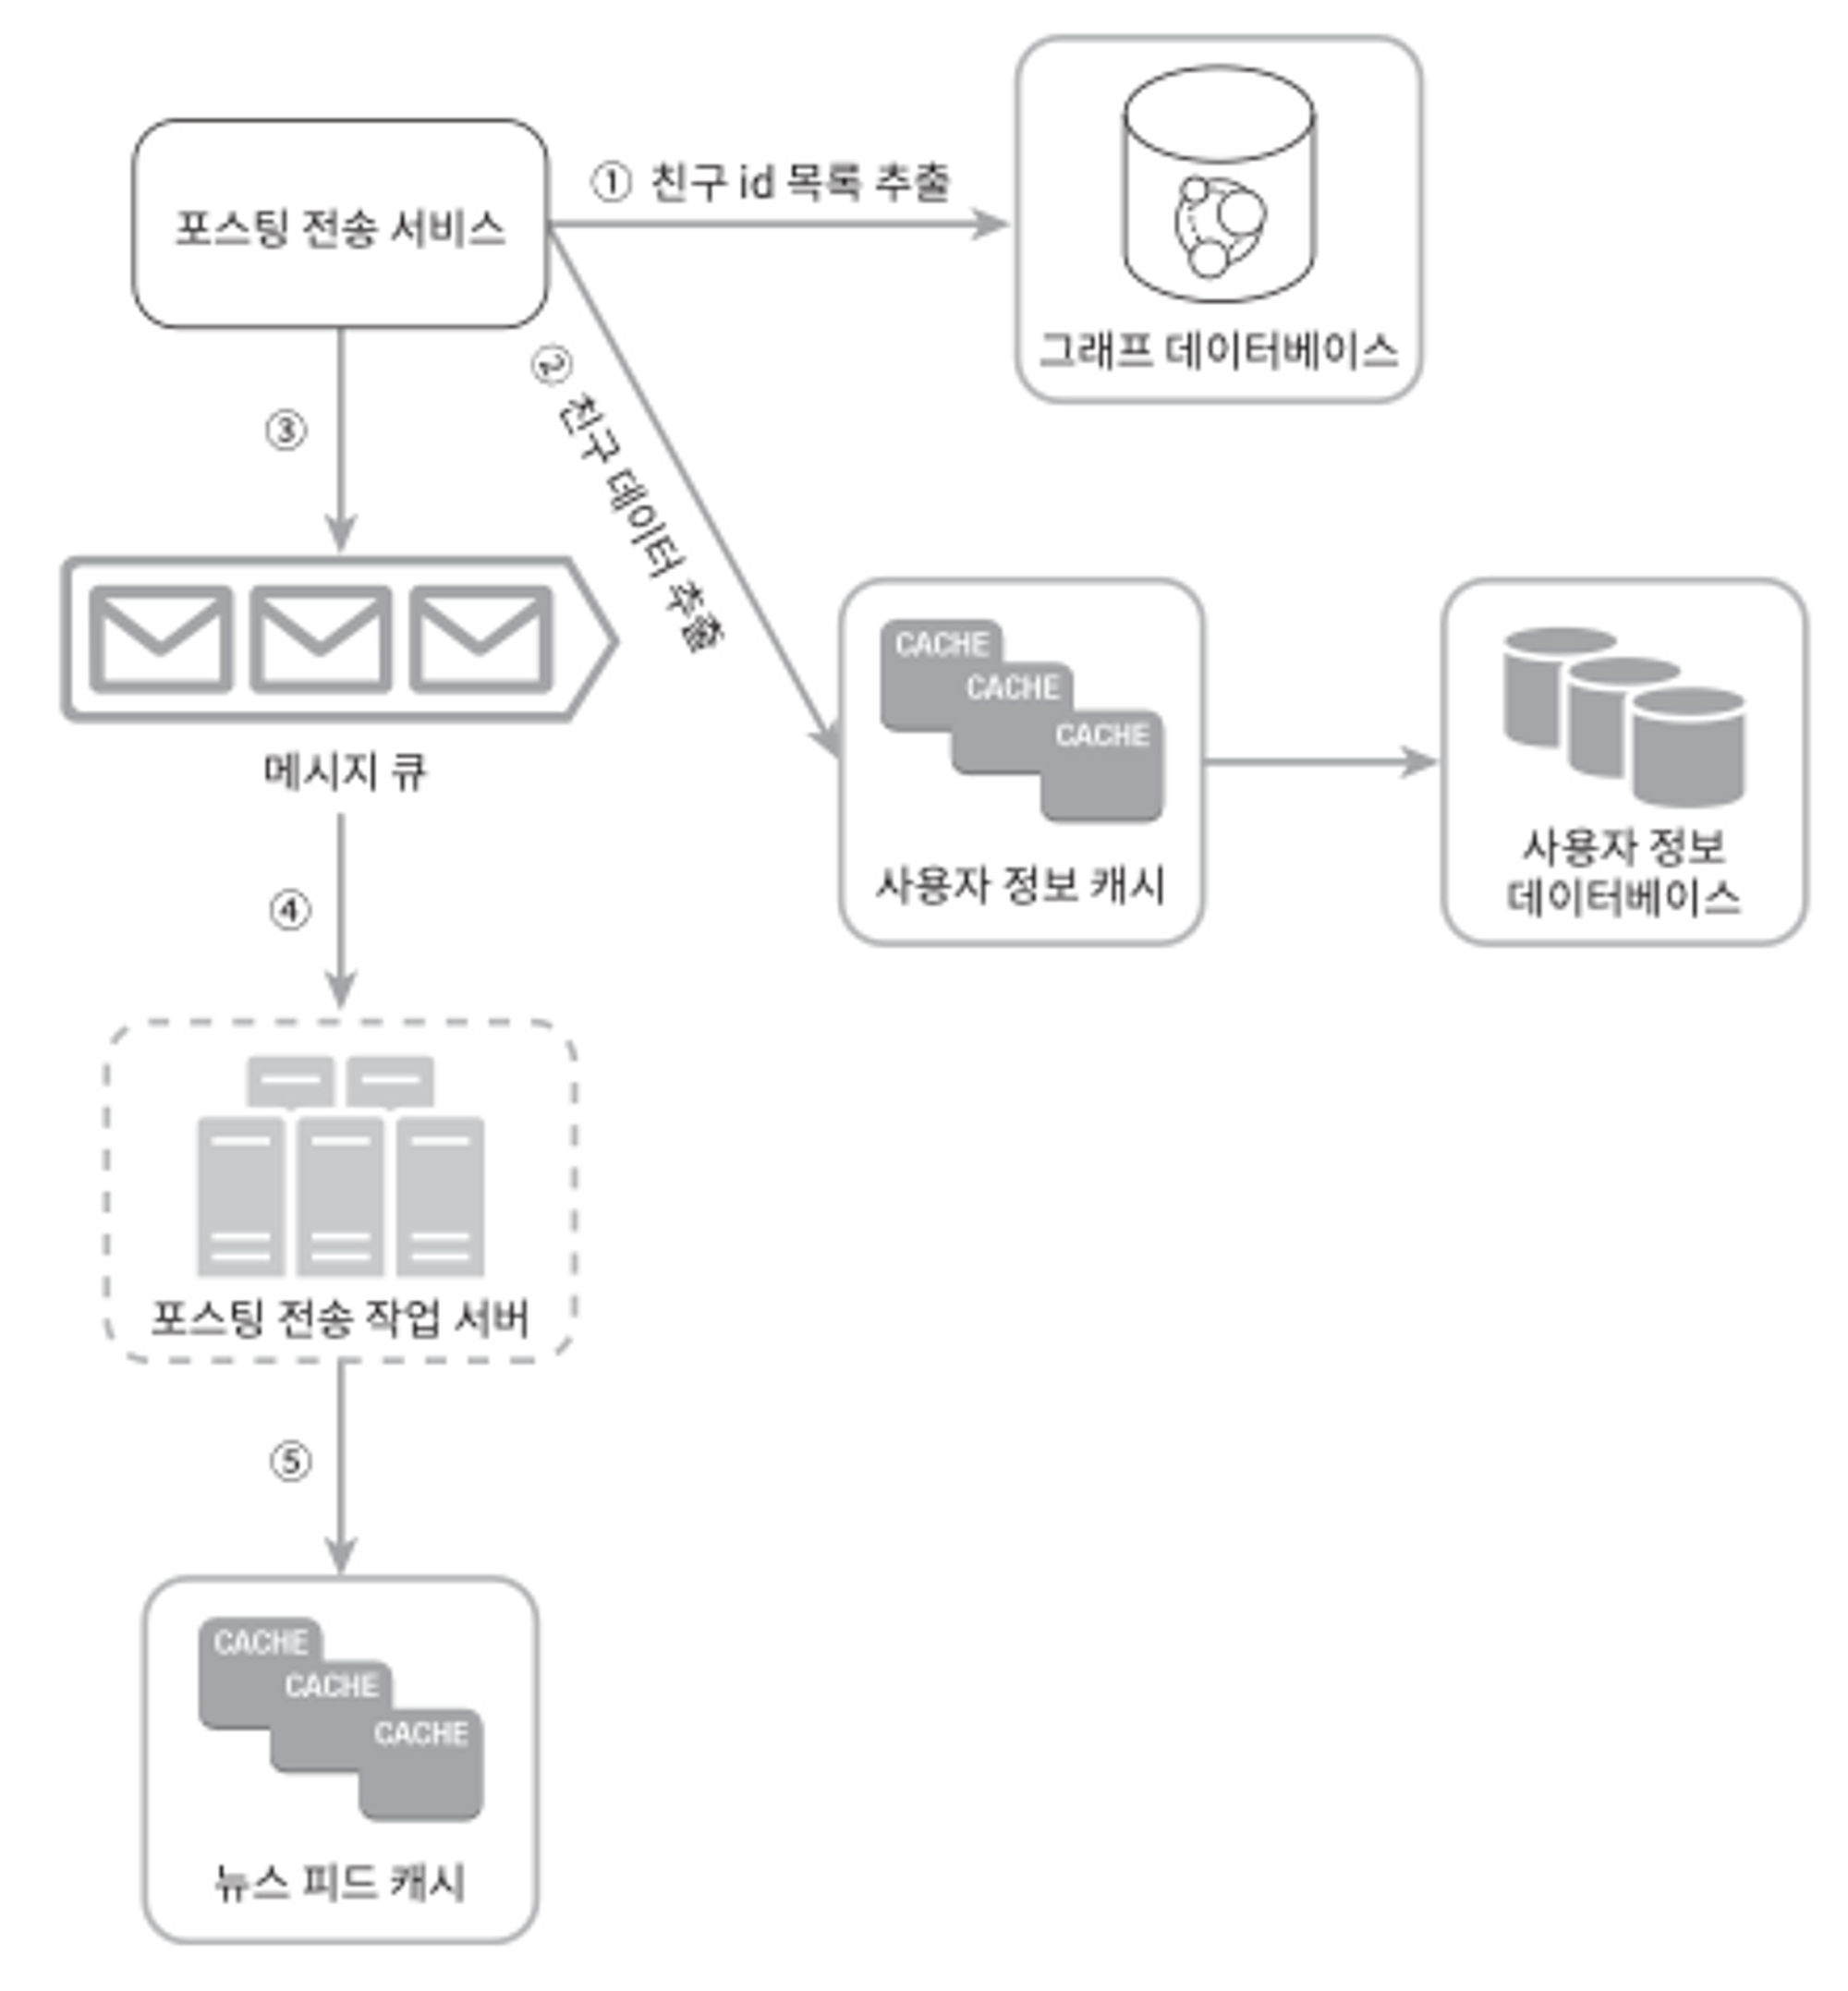 포스팅 전송 서비스
① 친구 id 목록 추출
그래프 데이터베이스
② 친구 데이터 추출
③
메시지 큐
CACHE
CACHE
CACHE
사용자 정보 캐시
사용자 정보
데이터베이스
④
포스팅 전송 작업 서버
⑤
CACHE
CACHE
CACHE
뉴스 피드 캐시